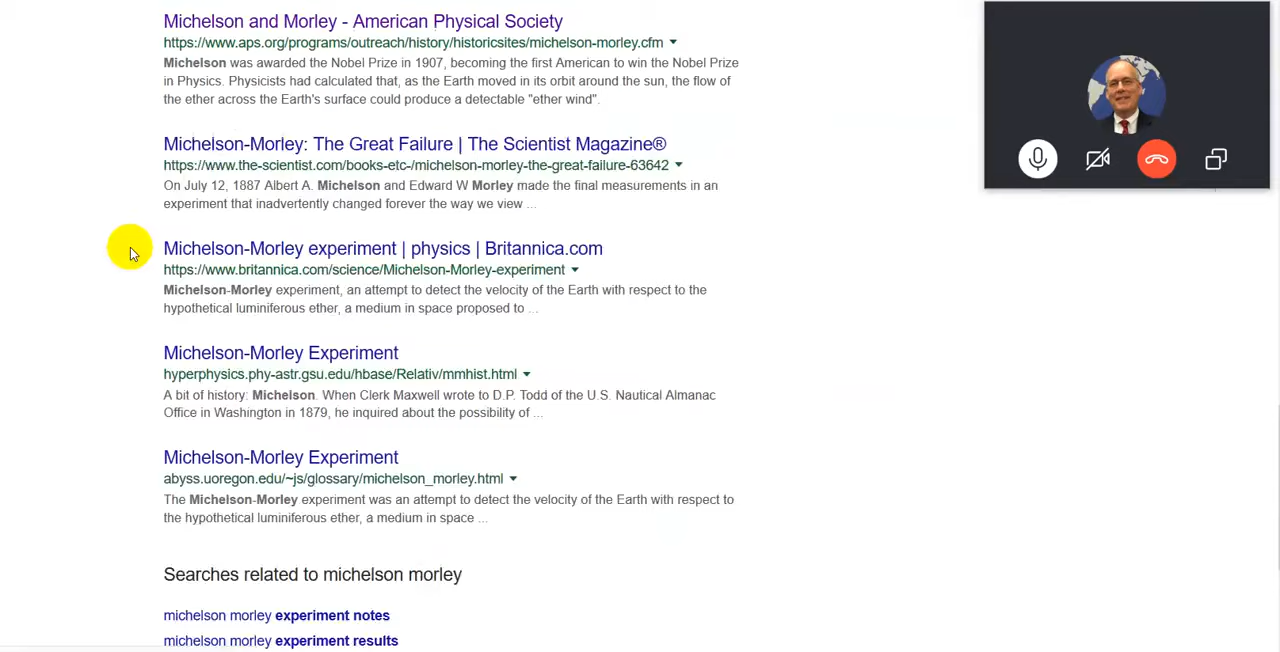 Michelson and Morley - American Physical Society
https://www.aps.org/programs/outreach/history/historicsites/michelson-morley.cfm
Michelson was awarded the Nobel Prize in 1907, becoming the first American to win the Nobel Prize
in Physics. Physicists had calculated that, as the Earth moved in its orbit around the sun, the flow of
the ether across the Earth's surface could produce a detectable "ether wind".
Michelson-Morley: The Great Failure | The Scientist Magazine®
https://www.the-scientist.com/books-etc-/michelson-morley-the-great-failure-63642
On July 12, 1887 Albert A. Michelson and Edward W Morley made the final measurements in an
experiment that inadvertently changed forever the way we view ...
Michelson-Morley experiment | physics | Britannica.com
https://www.britannica.com/science/Michelson-Morley-experiment
Michelson-Morley experiment, an attempt to detect the velocity of the Earth with respect to the
hypothetical luminiferous ether, a medium in space proposed to ...
Michelson-Morley Experiment
hyperphysics.phy-astr.gsu.edu/hbase/Relativ/mmhist.html
A bit of history: Michelson. When Clerk Maxwell wrote to D.P. Todd of the U.S. Nautical Almanac
Office in Washington in 1879, he inquired about the possibility of ...
Michelson-Morley Experiment
abyss.uoregon.edu/~js/glossary/michelson_morley.html
The Michelson-Morley experiment was an attempt to detect the velocity of the Earth with respect to
the hypothetical luminiferous ether, a medium in space ...
Searches related to michelson morley
michelson morley experiment notes
michelson morley experiment results